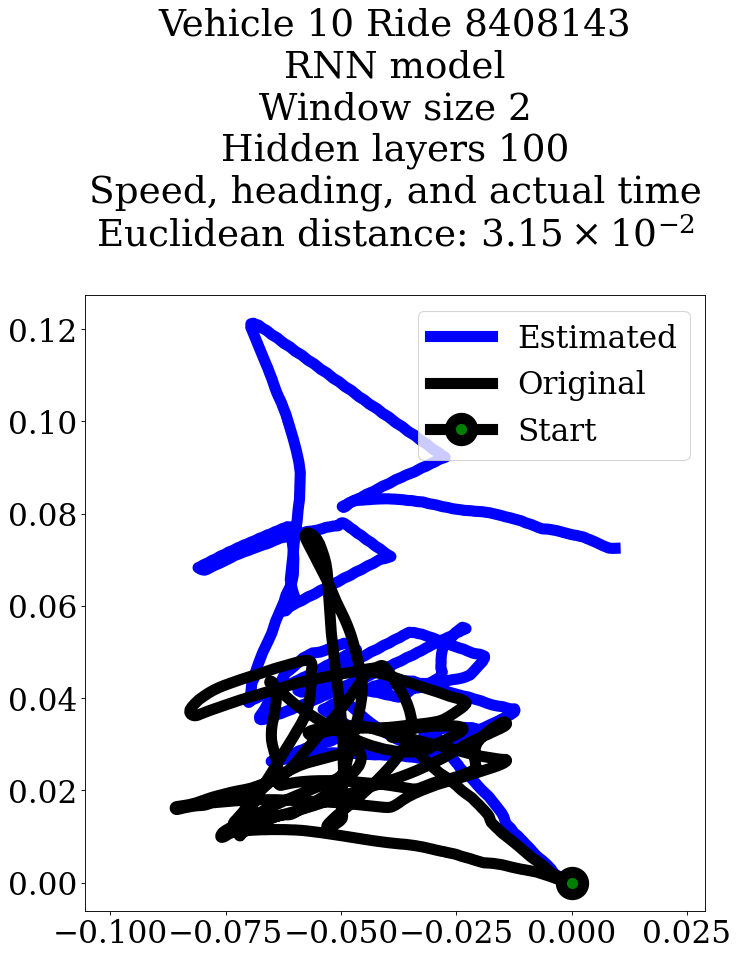 Vehicle 10 Ride 8408143
RNN model
Window size 2
Hidden layers 100
Speed, heading, and actual time
Euclidean distance: 3.15 × 10⁻²
Estimated
Original
Start
0.12
0.10
0.08
0.06
0.04
0.02
0.00
−0.100 −0.075 −0.050 −0.025 0.000 0.025